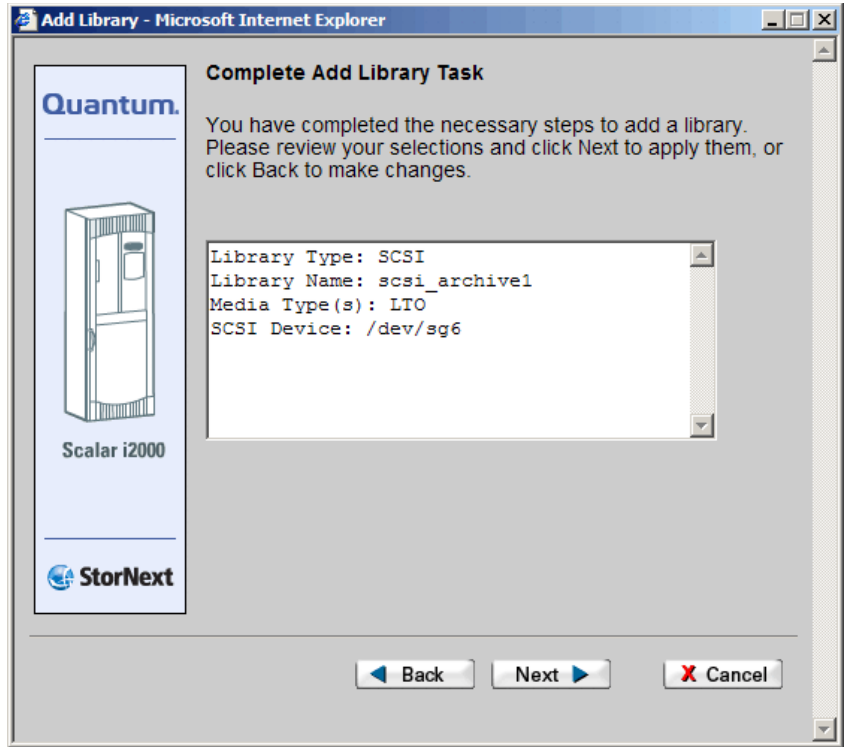 Add Library - Microsoft Internet Explorer
Quantum.
Scalar i2000
StorNext
Complete Add Library Task
You have completed the necessary steps to add a library.
Please review your selections and click Next to apply them, or
click Back to make changes.
Library Type: SCSI
Library Name: scsi_archive1
Media Type(s): LTO
SCSI Device: /dev/sg6
Back
Next
Cancel